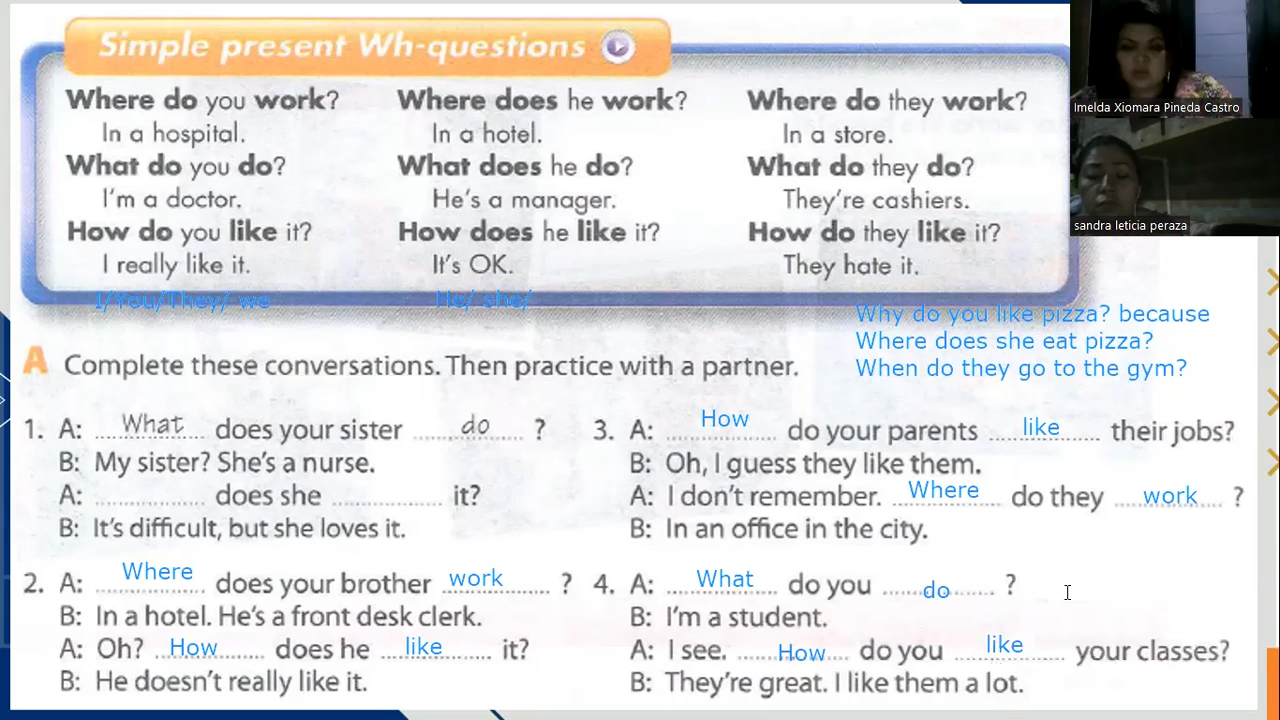 Simple present Wh-questions
Where do you work? Where does he work? Where do they work?
In a hospital. In a hotel. In a store.
What do you do? What does he do? What do they do?
I'm a doctor. He's a manager. They're cashiers.
How do you like it? How does he like it? How do they like it?
I really like it. It's OK. They hate it.
I/You/They/ we He/ she/
Why do you like pizza? because
Where does she eat pizza?
When do they go to the gym?
A Complete these conversations. Then practice with a partner.
1. A: What does your sister do ?
B: My sister? She's a nurse.
A: does she it?
B: It's difficult, but she loves it.
2. A: Where does your brother work ?
B: In a hotel. He's a front desk clerk.
A: Oh? How does he like it?
B: He doesn't really like it.
3. A: How do your parents like their jobs?
B: Oh, I guess they like them.
A: I don't remember. Where do they work ?
B: In an office in the city.
4. A: What do you do ?
B: I'm a student.
A: I see. How do you like your classes?
B: They're great. I like them a lot.
Imelda Xiomara Pineda Castro
sandra leticia peraza